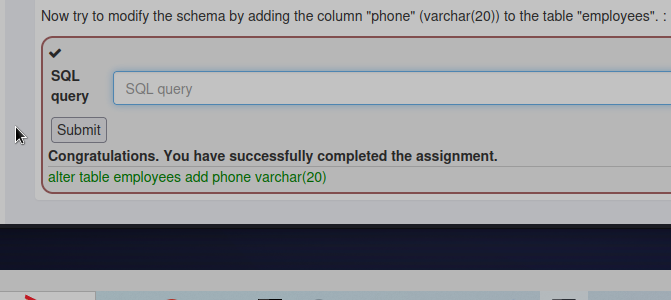 Now try to modify the schema by adding the column "phone" (varchar(20)) to the table "employees". :
SQL
query
SQL query
Submit
Congratulations. You have successfully completed the assignment.
alter table employees add phone varchar(20)